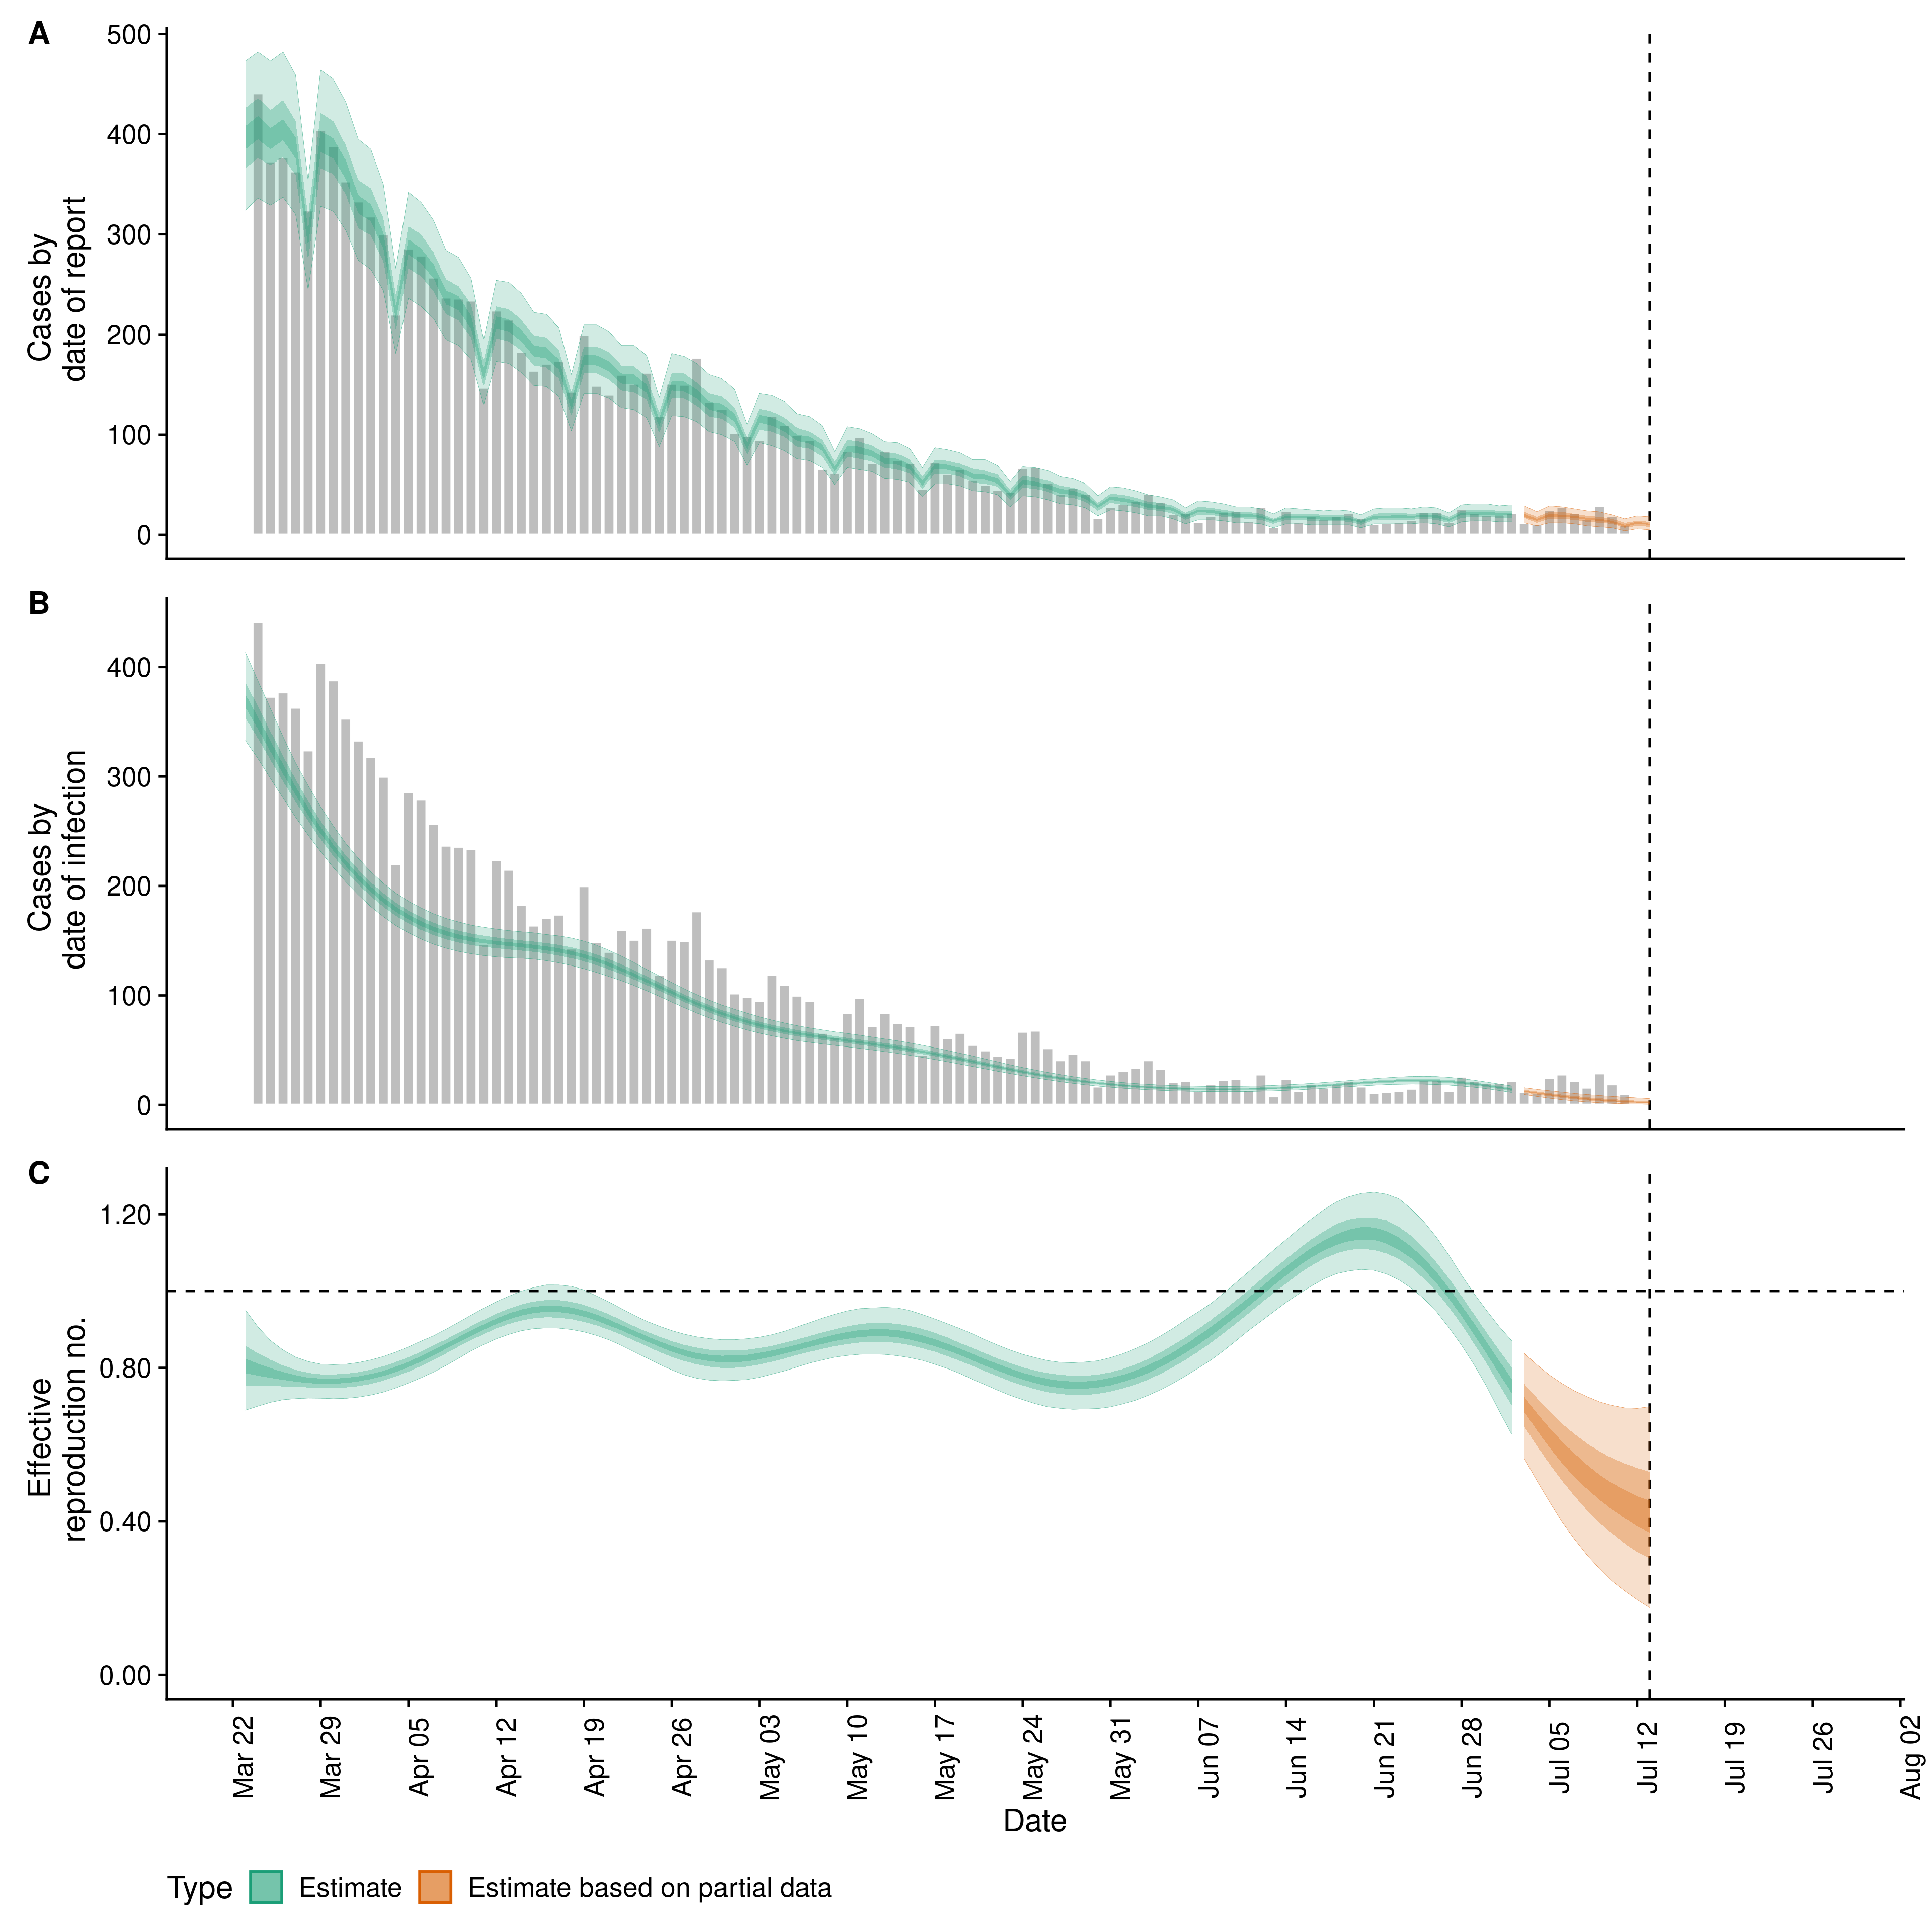 A
500
400
300
200
100
0
Cases by
date of report
B
400
300
200
100
0
Cases by
date of infection
C
1.20
0.80
0.40
0.00
Effective
reproduction no.
Mar 22
Mar 29
Apr 05
Apr 12
Apr 19
Apr 26
May 03
May 10
May 17
May 24
May 31
Jun 07
Jun 14
Jun 21
Jun 28
Jul 05
Jul 12
Jul 19
Jul 26
Aug 02
Date
Type Estimate Estimate based on partial data